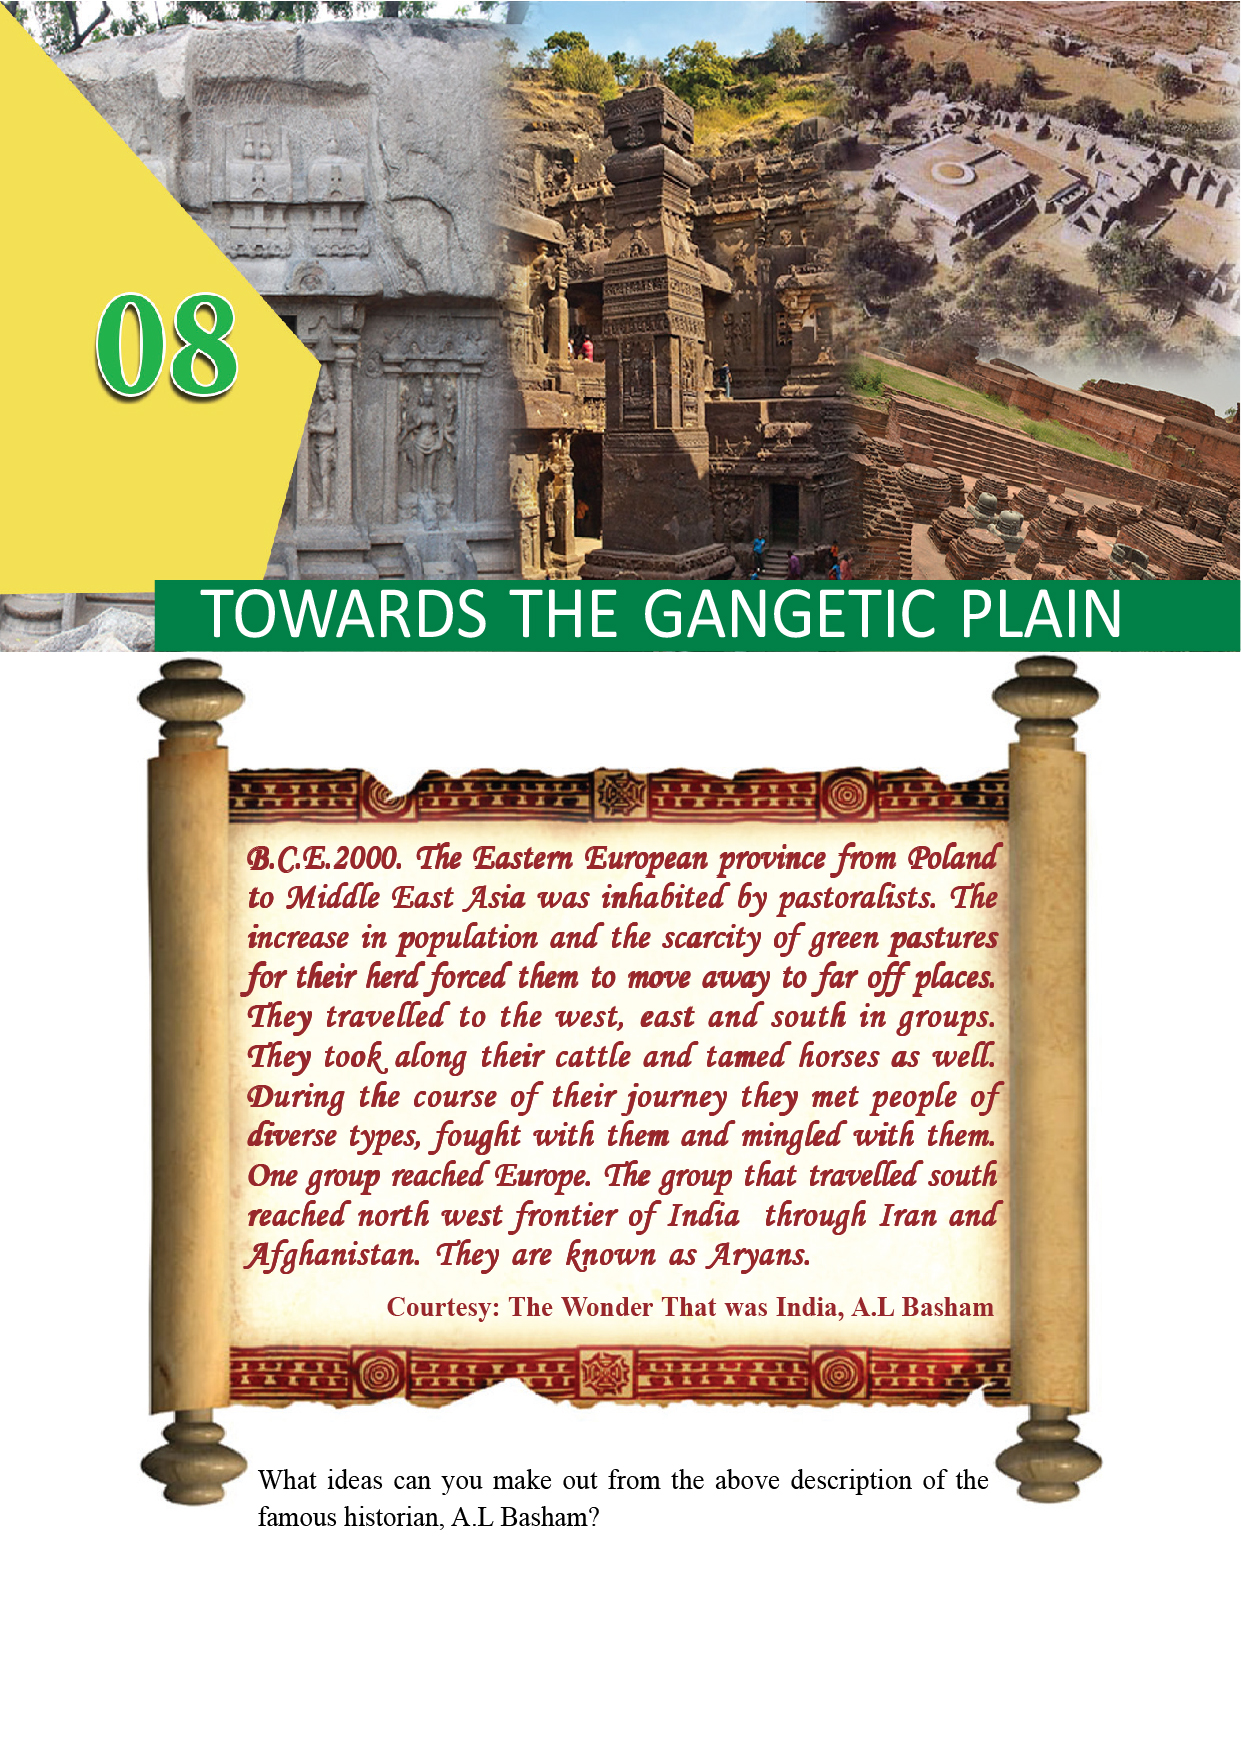 08
TOWARDS THE GANGETIC PLAIN
B.C.E.2000. The Eastern European province from Poland
to Middle East Asia was inhabited by pastoralists. The
increase in population and the scarcity of green pastures
for their herd forced them to move away to far off places.
They travelled to the west, east and south in groups.
They took along their cattle and tamed horses as well.
During the course of their journey they met people of
diverse types, fought with them and mingled with them.
One group reached Europe. The group that travelled south
reached north west frontier of India through Iran and
Afghanistan. They are known as Aryans.
Courtesy: The Wonder That was India, A.L Basham
What ideas can you make out from the above description of the
famous historian, A.L Basham?